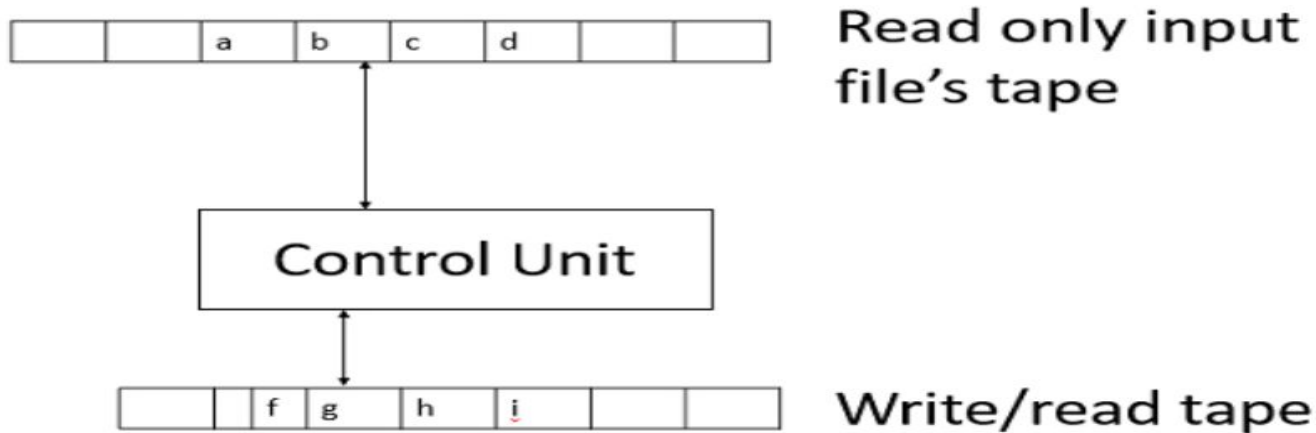 a b c d
Read only input
file's tape
Control Unit
f g h i
Write/read tape